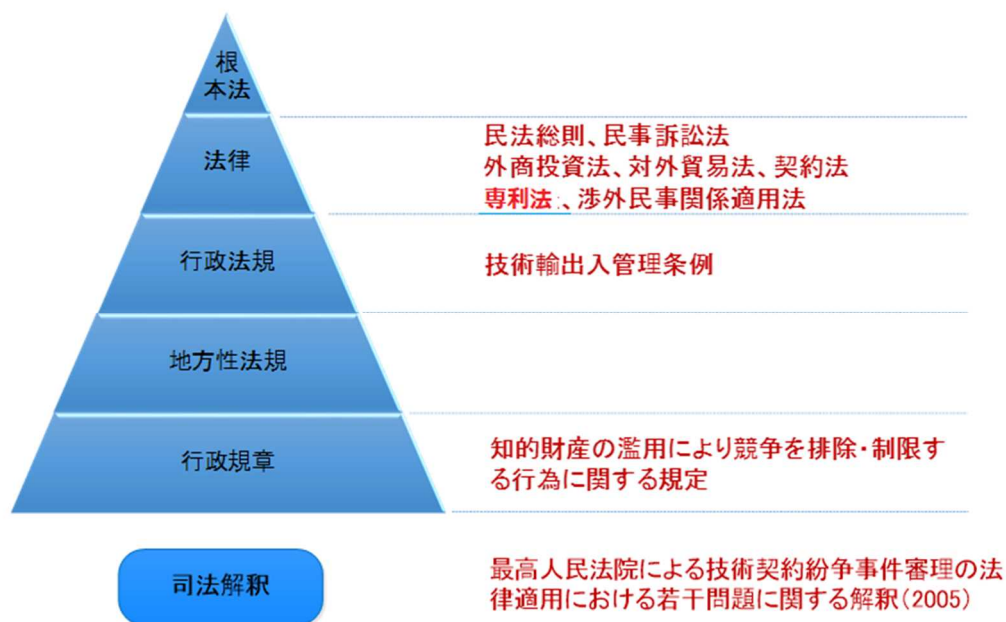 根
本法
法律
民法総則、民事訴訟法
外商投資法、対外貿易法、契約法
専利法:、渉外民事関係適用法
行政法規
技術輸出入管理条例
地方性法規
行政規章
知的財産の濫用により競争を排除・制限す
る行為に関する規定
司法解釈
最高人民法院による技術契約紛争事件審理の法
律適用における若干問題に関する解釈(2005)